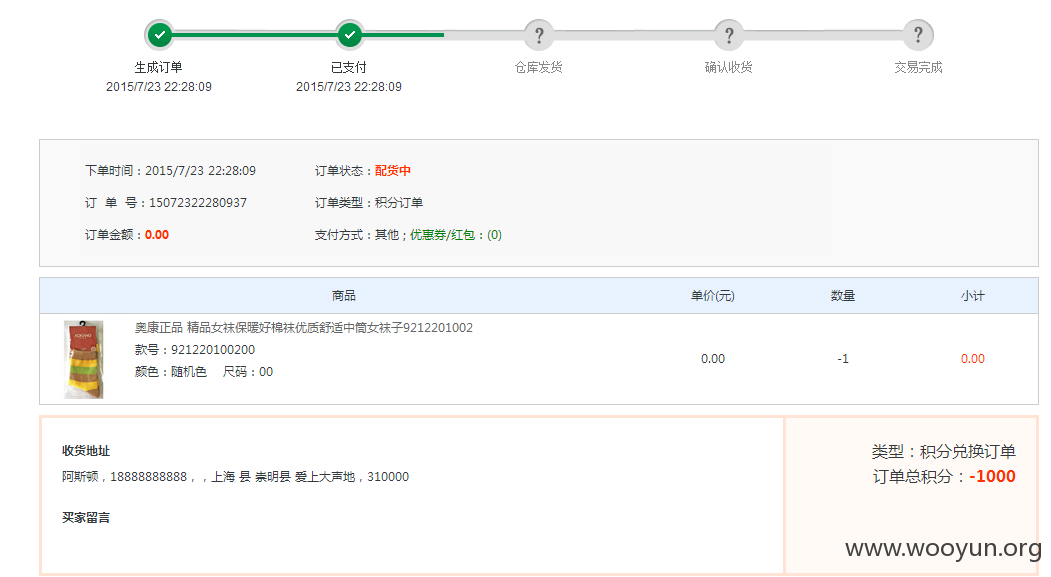 生成订单 已支付 仓库发货 确认收货 交易完成
2015/7/23 22:28:09 2015/7/23 22:28:09
下单时间：2015/7/23 22:28:09 订单状态：配货中
订 单 号：15072322280937 订单类型：积分订单
订单金额：0.00 支付方式：其他；优惠券/红包：(0)
商品 单价(元) 数量 小计
奥康正品 精品女袜保暖好棉袜优质舒适中筒女袜子9212201002
款号：921220100200
颜色：随机色 尺码：00
0.00 -1 0.00
收货地址
阿斯顿，18888888888，，上海 县 崇明县 爱上大声地，310000
买家留言
类型：积分兑换订单
订单总积分：-1000
www.wooyun.org